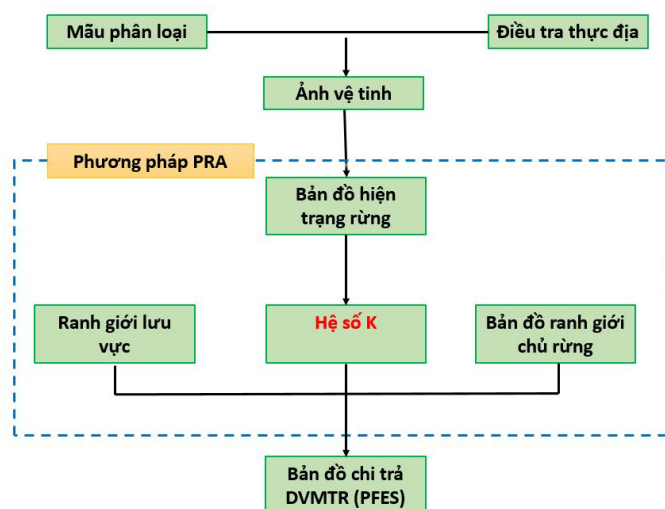 Mẫu phân loại
Điều tra thực địa
Ảnh vệ tinh
Phương pháp PRA
Bản đồ hiện
trạng rừng
Ranh giới lưu
vực
Hệ số K
Bản đồ ranh giới
chủ rừng
Bản đồ chi trả
DVMTR (PFES)